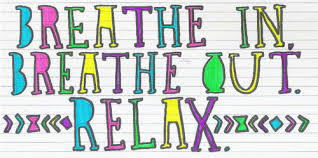 BREATHE IN.
BREATHE OUT.
RELAX.